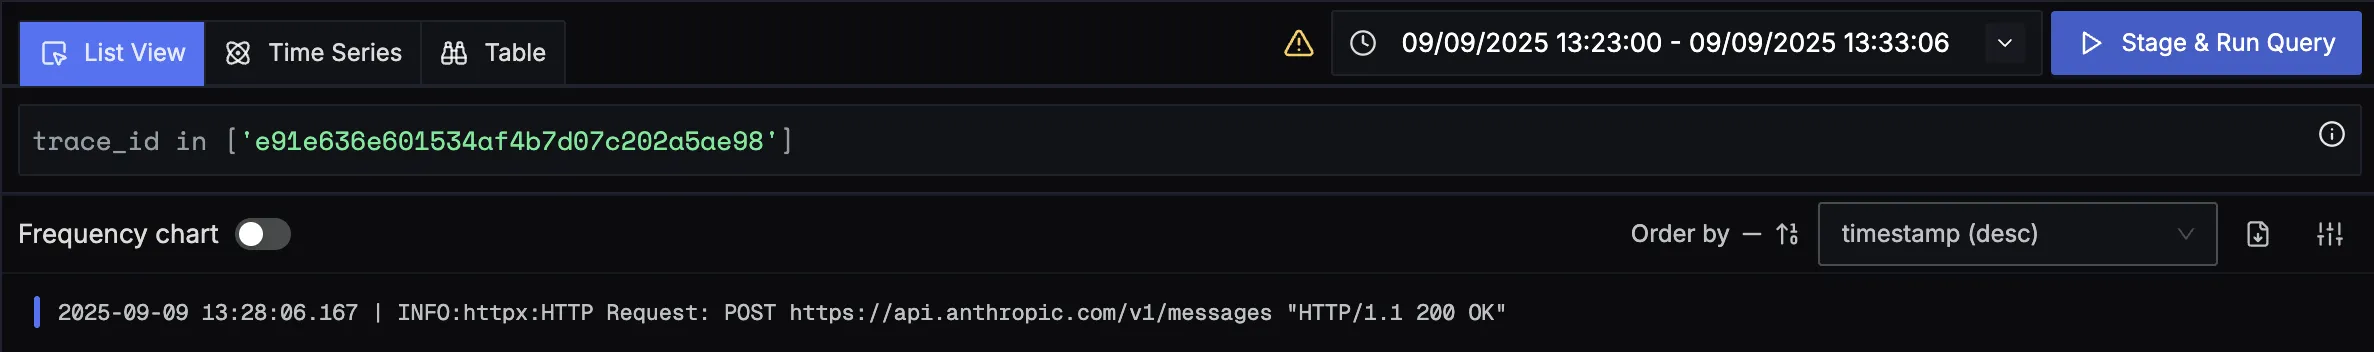 List View
Time Series
Table
09/09/2025 13:23:00 - 09/09/2025 13:33:06
Stage & Run Query
trace_id in ['e91e636e601534af4b7d07c202a5ae98']
Frequency chart
Order by
timestamp (desc)
2025-09-09 13:28:06.167 | INFO:httpx:HTTP Request: POST https://api.anthropic.com/v1/messages "HTTP/1.1 200 OK"